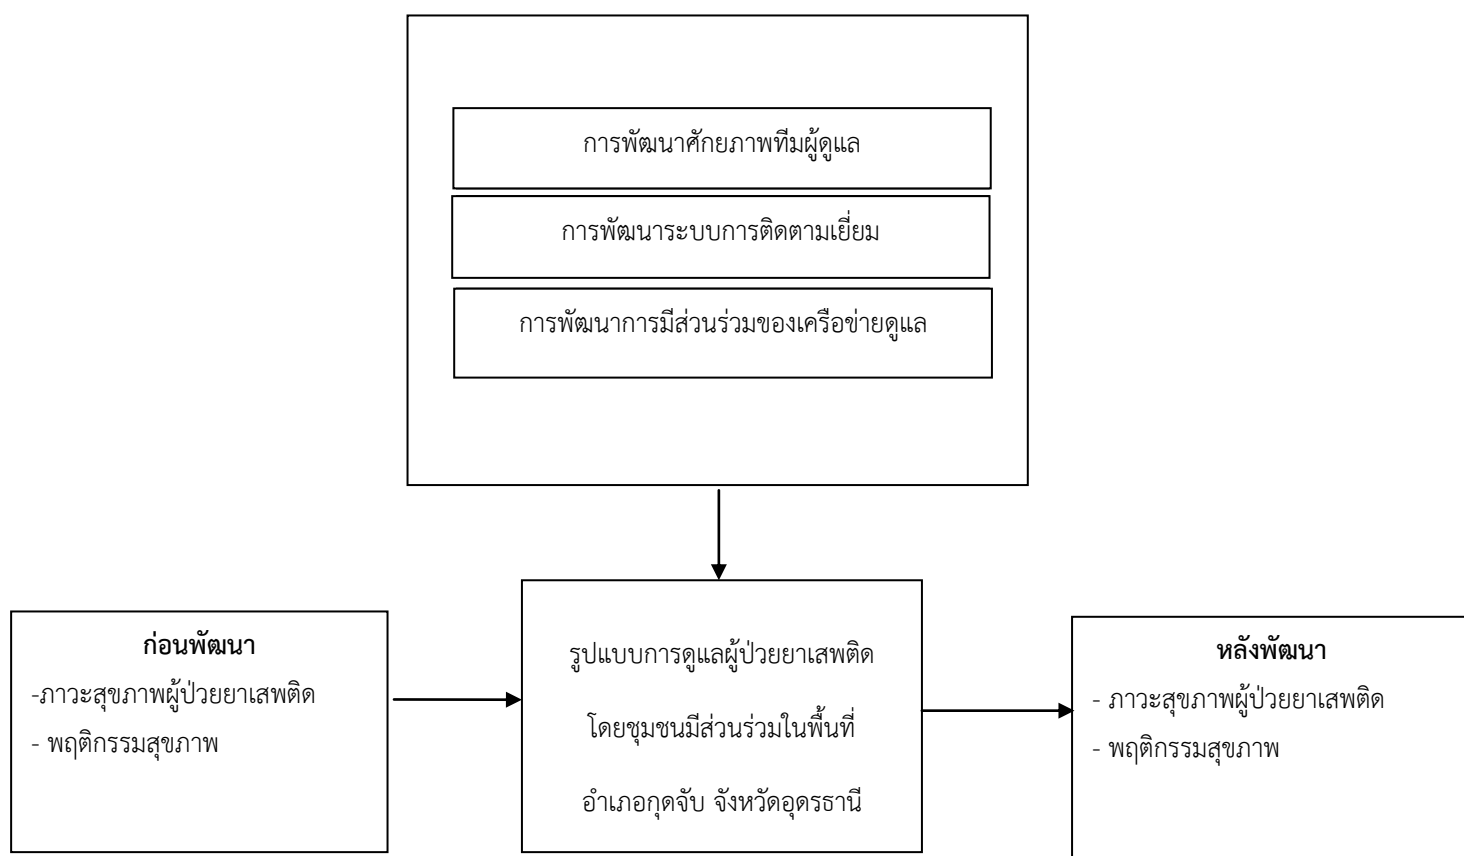 การพัฒนาศักยภาพทีมผู้ดูแล
การพัฒนาระบบการติดตามเยี่ยม
การพัฒนาการมีส่วนร่วมของเครือข่ายดูแล
ก่อนพัฒนา
-ภาวะสุขภาพผู้ป่วยยาเสพติด
- พฤติกรรมสุขภาพ
รูปแบบการดูแลผู้ป่วยยาเสพติด
โดยชุมชนมีส่วนร่วมในพื้นที่
อำเภอกุดจับ จังหวัดอุดรธานี
หลังพัฒนา
- ภาวะสุขภาพผู้ป่วยยาเสพติด
- พฤติกรรมสุขภาพ